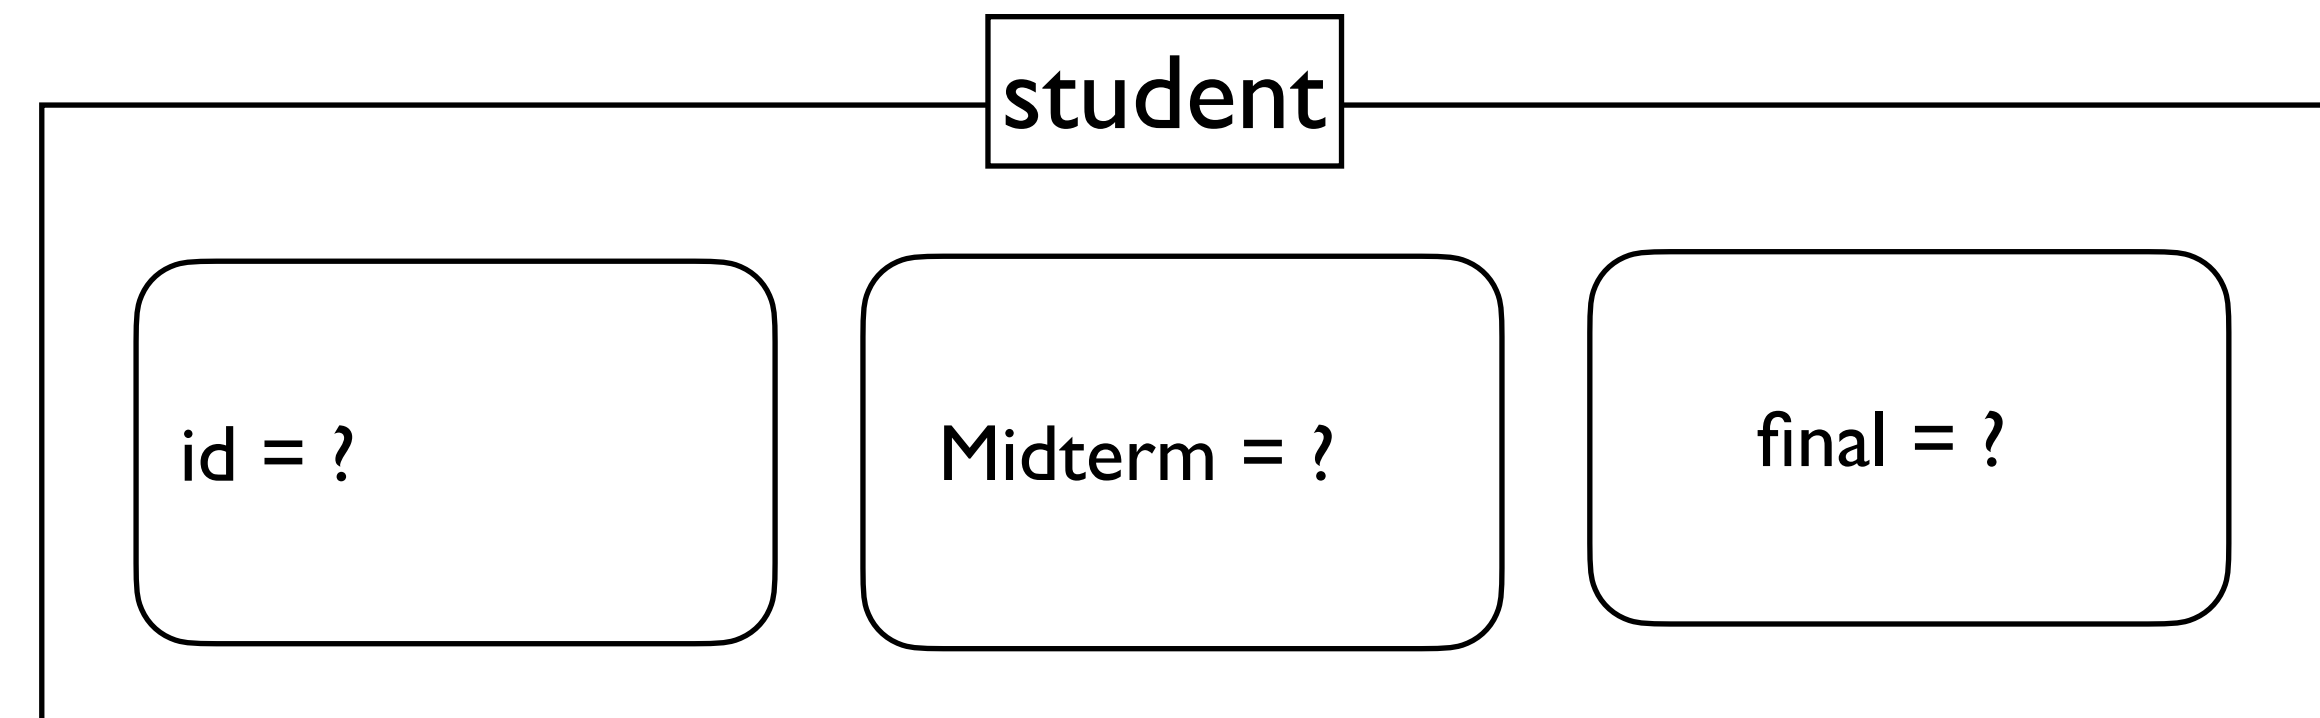 student
id = ?
Midterm = ?
final = ?